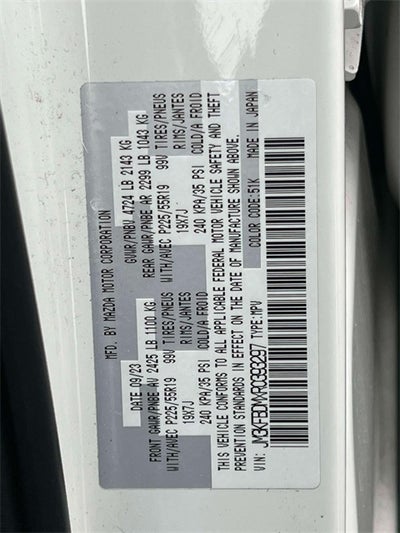 MFD. BY MAZDA MOTOR CORPORATION
DATE 09/23 GVWR/PNBV 4724 LB 2143 KG
FRONT GAWR/PNBE AV 2425 LB 1100 KG REAR GAWR/PNBE AR 2299 LB 1043 KG
WITH/AVEC P225/55R19 99V TIRES/PNEUS WITH/AVEC P225/55R19 99V TIRES/PNEUS
19X7J RIMS/JANTES 19X7J RIMS/JANTES
240 KPA/35 PSI COLD/A FROID 240 KPA/35 PSI COLD/A FROID
THIS VEHICLE CONFORMS TO ALL APPLICABLE FEDERAL MOTOR VEHICLE SAFETY AND THEFT
PREVENTION STANDARDS IN EFFECT ON THE DATE OF MANUFACTURE SHOWN ABOVE.
VIN: JM3KFBDMXR0393297 TYPE:MPV COLOR CODE:51K MADE IN JAPAN